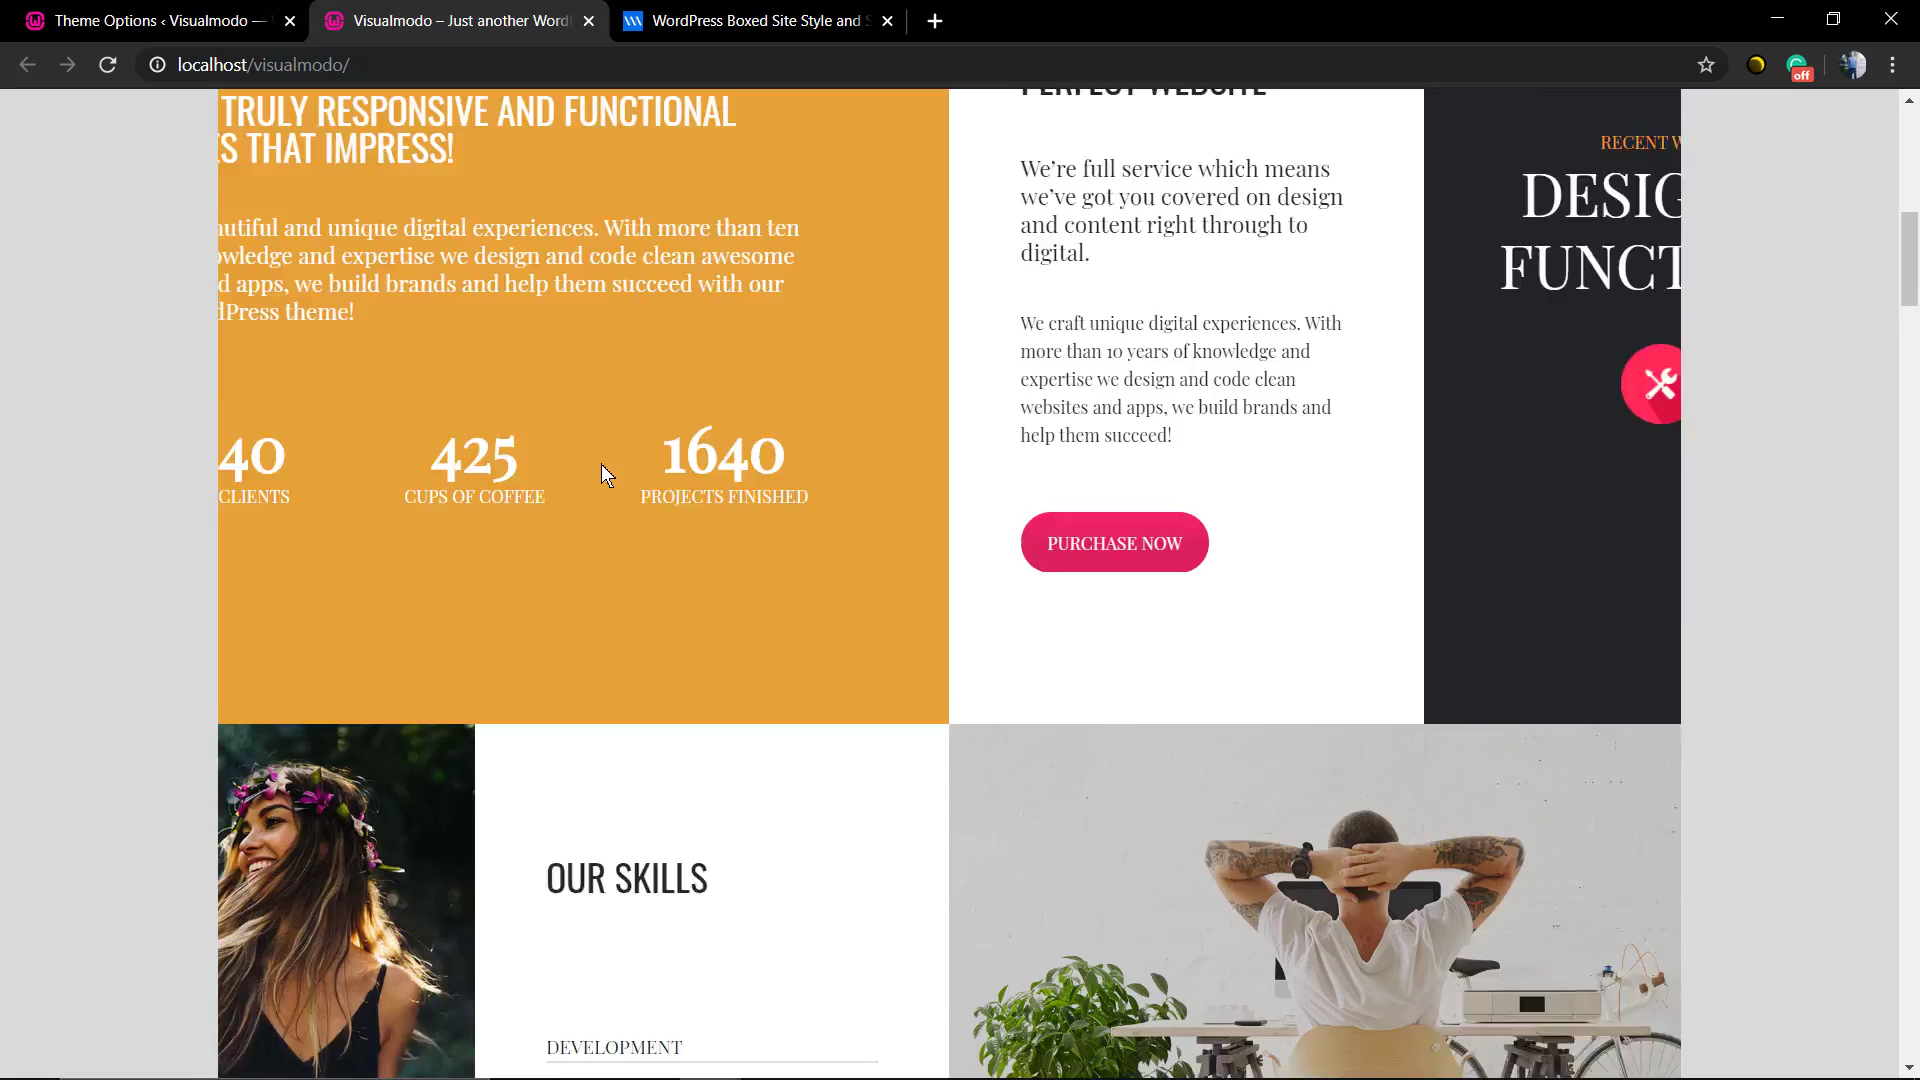 Theme Options ‹ Visualmodo —
Visualmodo – Just another Word
WordPress Boxed Site Style and S
localhost/visualmodo/
off
TRULY RESPONSIVE AND FUNCTIONAL
ES THAT IMPRESS!
autiful and unique digital experiences. With more than ten
owledge and expertise we design and code clean awesome
d apps, we build brands and help them succeed with our
dPress theme!
40
CLIENTS
425
CUPS OF COFFEE
1640
PROJECTS FINISHED
PERFECT WEBSITE
We're full service which means
we've got you covered on design
and content right through to
digital.
We craft unique digital experiences. With
more than 10 years of knowledge and
expertise we design and code clean
websites and apps, we build brands and
help them succeed!
PURCHASE NOW
RECENT W
DESIG
FUNCT
OUR SKILLS
DEVELOPMENT